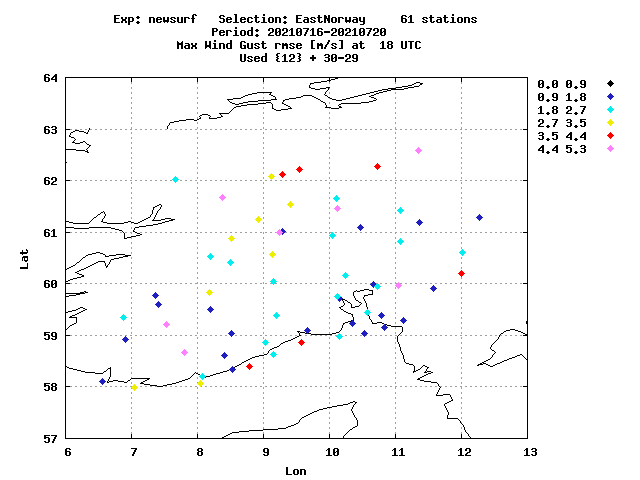 Exp: newsurf   Selection: EastNorway     61 stations
Period: 20210716-20210720
Max Wind Gust rmse [m/s] at  18 UTC
Used {12} + 30-29
0.0 0.9
0.9 1.8
1.8 2.7
2.7 3.5
3.5 4.4
4.4 5.3
64
63
62
61
60
59
58
57
Lat
6 7 8 9 10 11 12 13
Lon